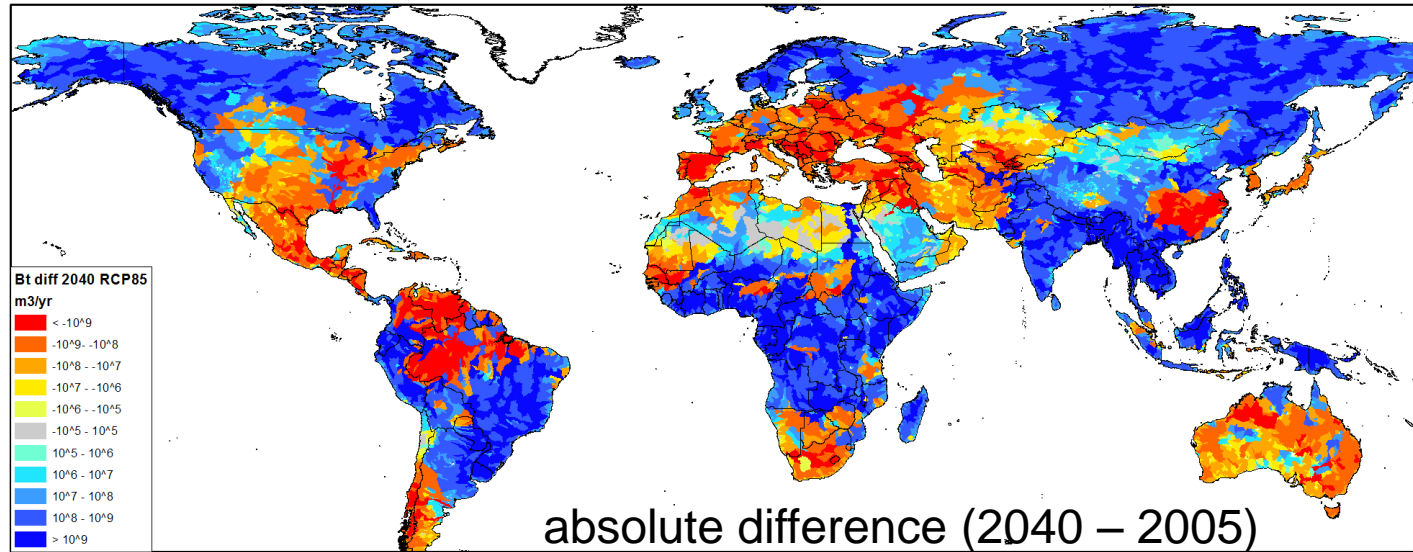 Bt diff 2040 RCP85
m3/yr
< -10^9
-10^9- -10^8
-10^8 - -10^7
-10^7 - -10^6
-10^6 - -10^5
-10^5 - 10^5
10^5 - 10^6
10^6 - 10^7
10^7 - 10^8
10^8 - 10^9
> 10^9
absolute difference (2040 – 2005)